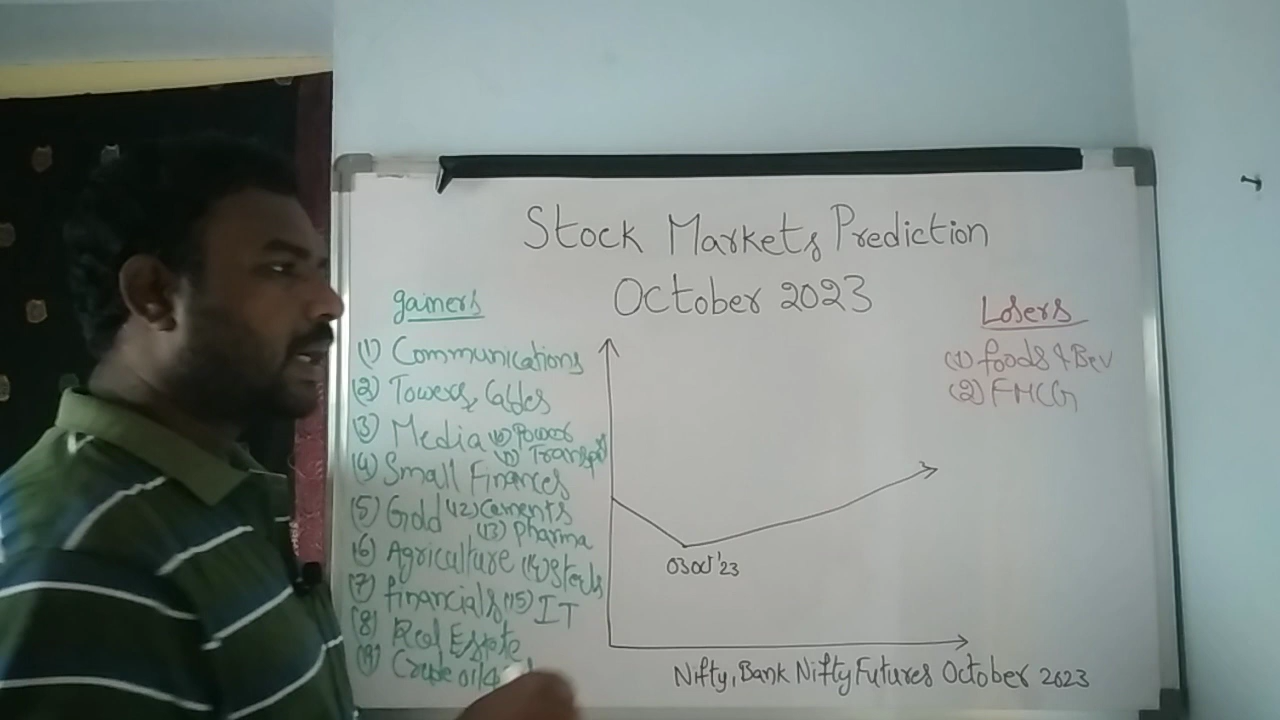 Stock Markets Prediction
October 2023
gainers
(1) Communications
(2) Towers, Cables
(3) Media (10) Power
(11) Transport
(4) Small Finances
(5) Gold (12) Cements
(13) Pharma
(6) Agriculture (14) Steels
(7) financials (15) IT
(8) Real Estate
(9) Crude oil
Losers
(1) foods & Bev
(2) FMCG
03 Oct '23
Nifty, Bank Nifty Futures October 2023